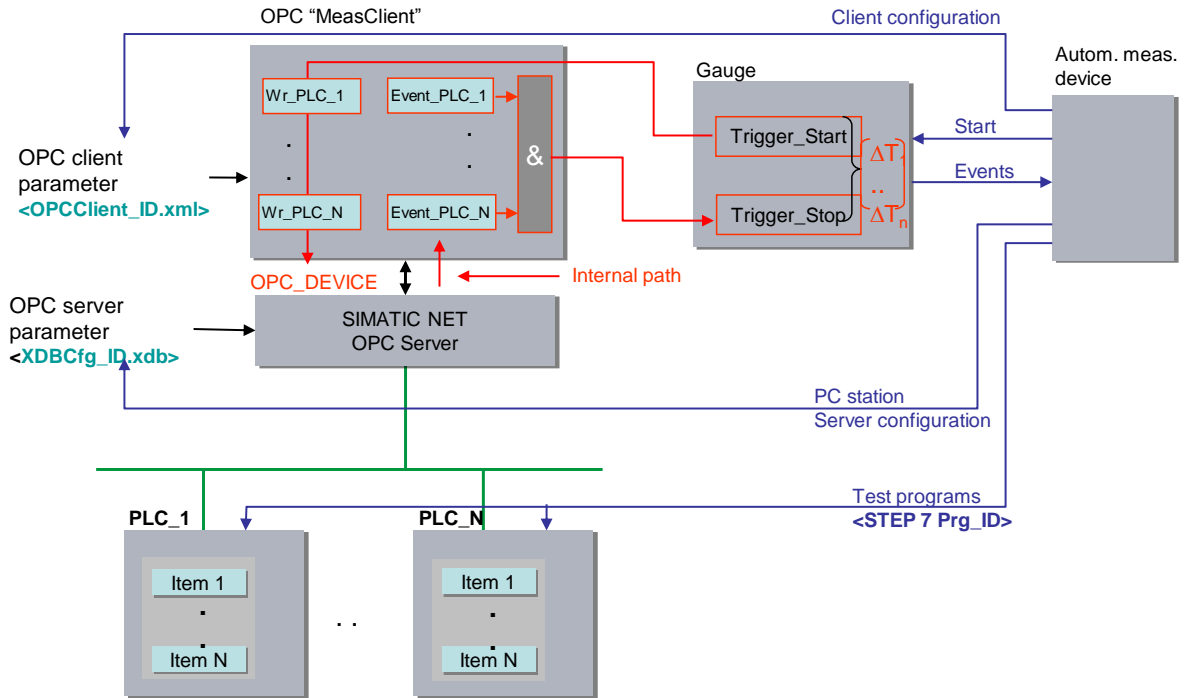 OPC “MeasClient”
Client configuration
Autom. meas.
device
Gauge
Wr_PLC_1
Event_PLC_1
.
.
.
.
&
Trigger_Start
ΔT1
Start
OPC client
parameter
<OPCClient_ID.xml>
Events
..
Wr_PLC_N
Event_PLC_N
Trigger_Stop
ΔTn
OPC_DEVICE
Internal path
OPC server
parameter
<XDBCfg_ID.xdb>
SIMATIC NET
OPC Server
PC station
Server configuration
Test programs
<STEP 7 Prg_ID>
PLC_1
PLC_N
Item 1
.
.
Item N
. .
Item 1
.
.
Item N